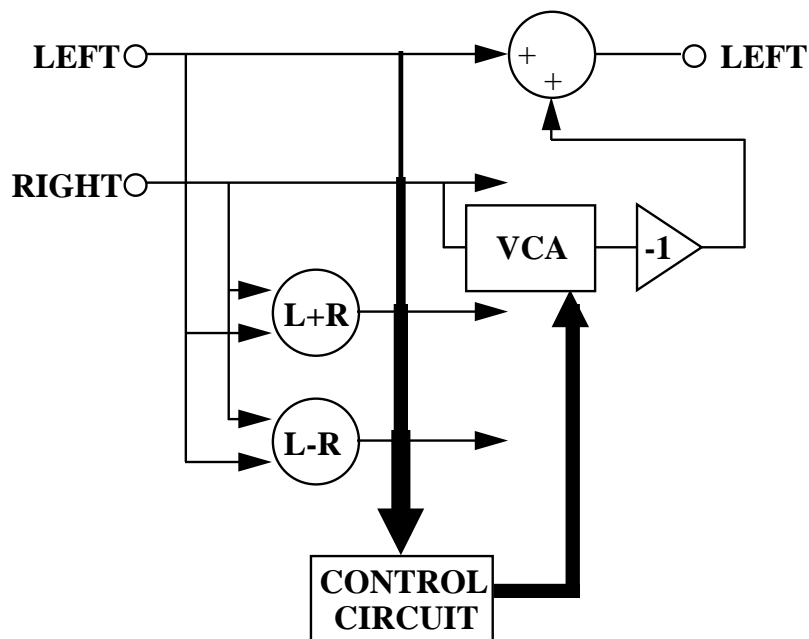 LEFT
+
+
LEFT
RIGHT
VCA
-1
L+R
L-R
CONTROL
CIRCUIT